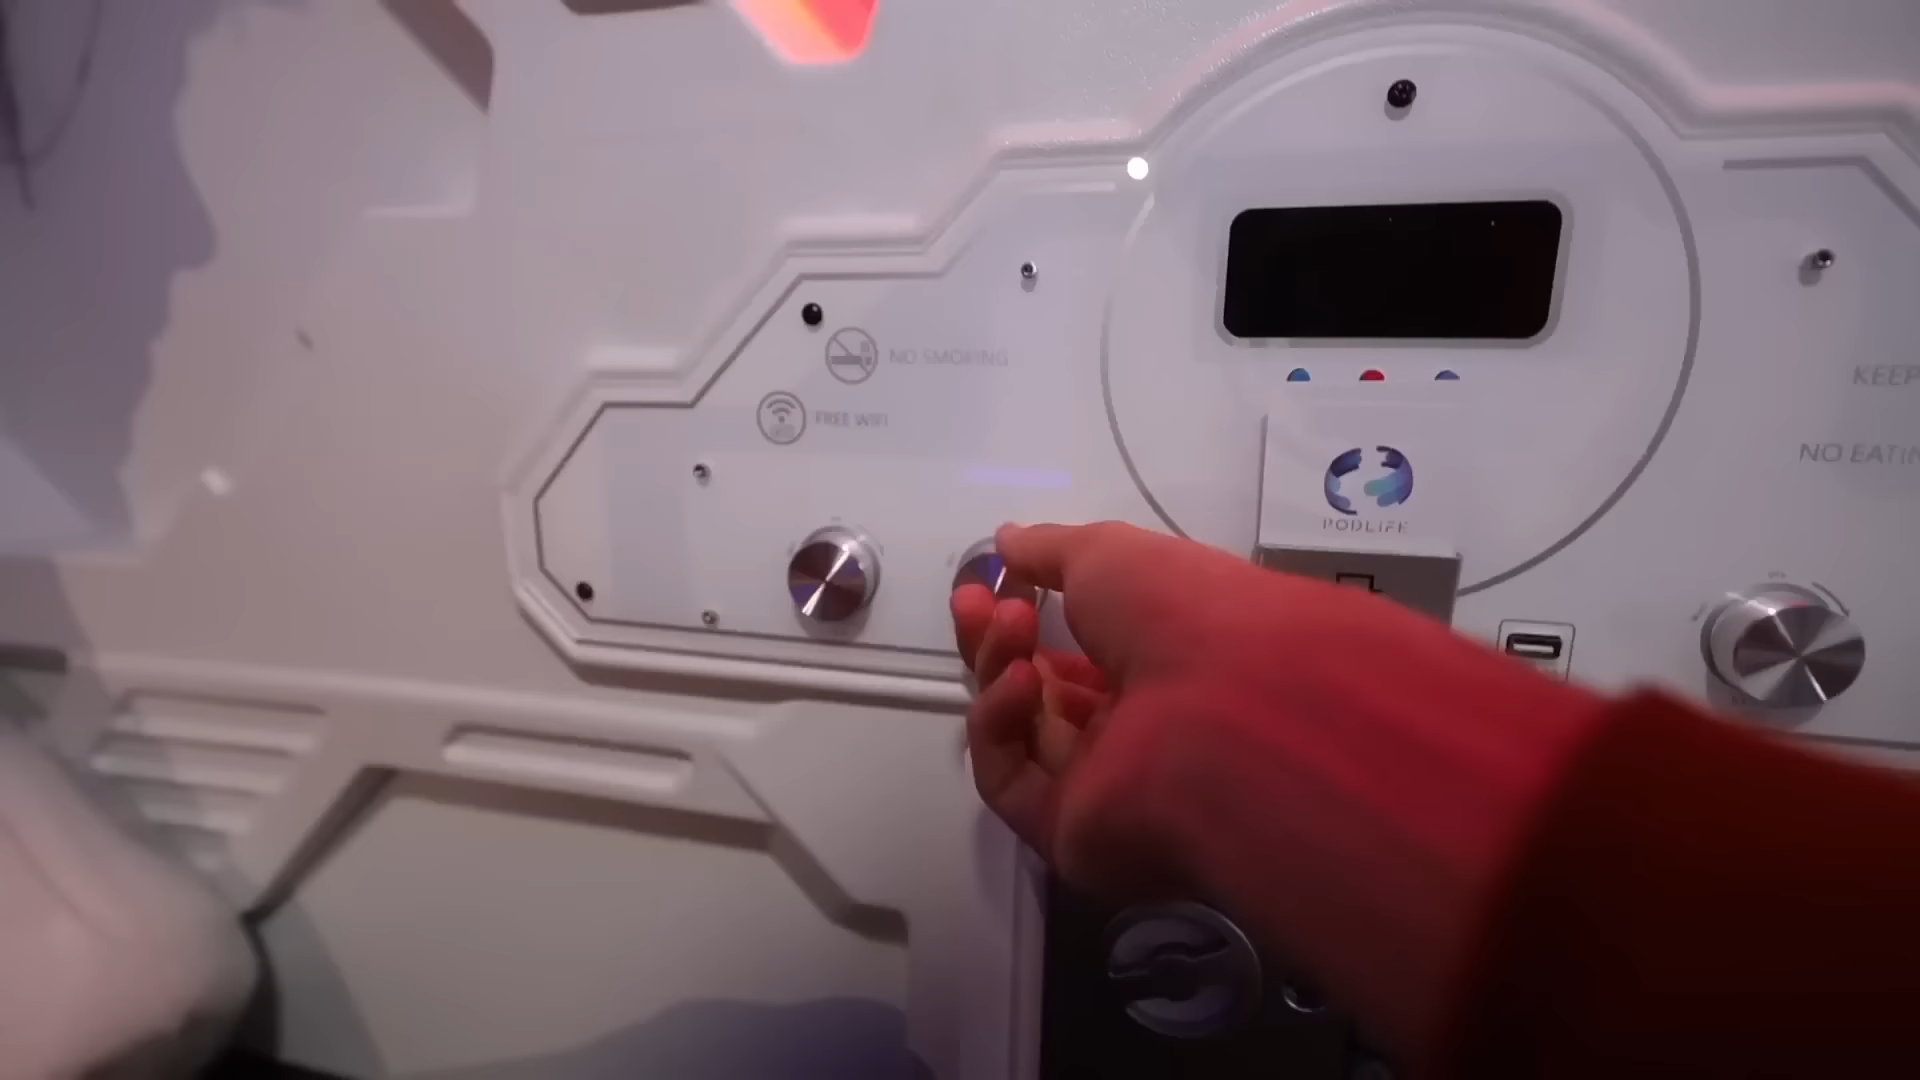 NO SMOKING
FREE WIFI
KEEP
NO EATIN
PODLIFE